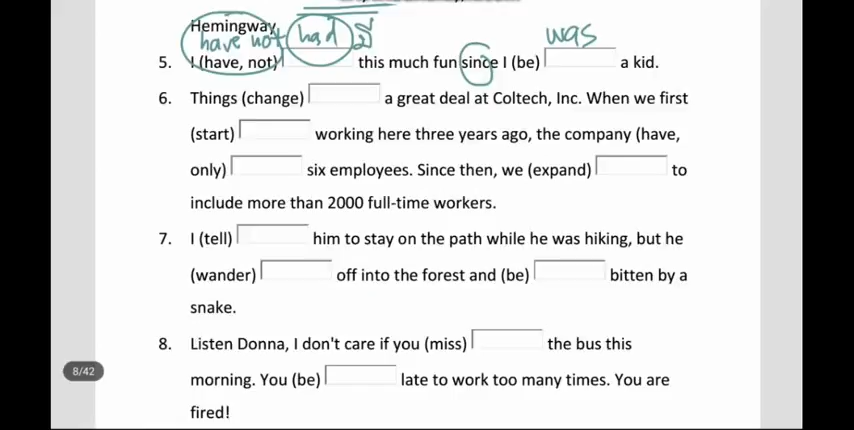 Hemingway,
have not had มี was
5. I (have, not) this much fun since I (be) a kid.
6. Things (change) a great deal at Coltech, Inc. When we first
(start) working here three years ago, the company (have,
only) six employees. Since then, we (expand) to
include more than 2000 full-time workers.
7. I (tell) him to stay on the path while he was hiking, but he
(wander) off into the forest and (be) bitten by a
snake.
8. Listen Donna, I don't care if you (miss) the bus this
8/42
morning. You (be) late to work too many times. You are
fired!